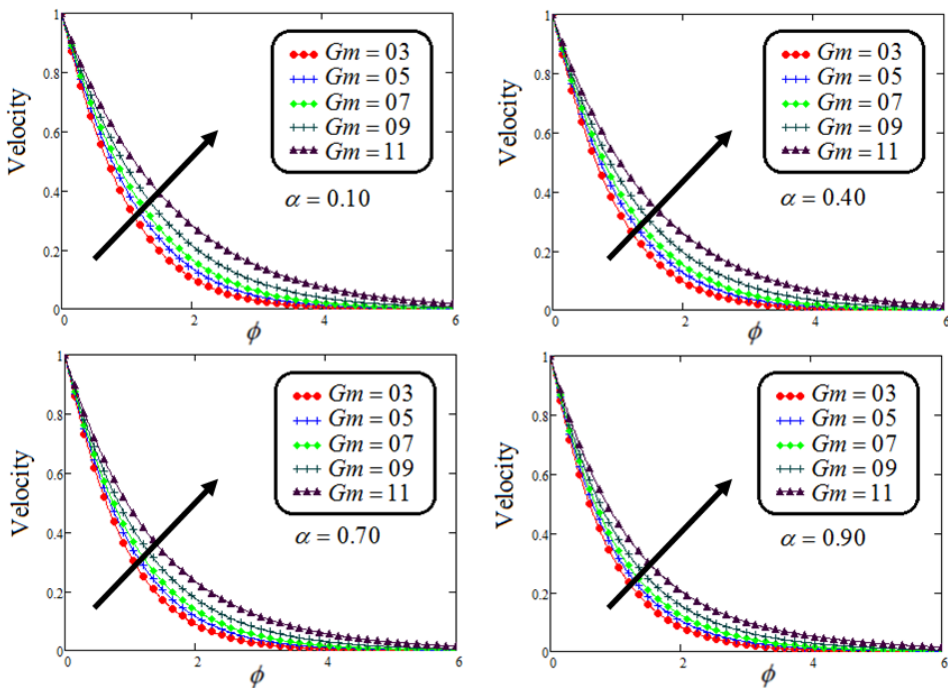 1
0.8
0.6
0.4
0.2
0
Velocity
Gm = 03
Gm = 05
Gm = 07
Gm = 09
Gm = 11
α = 0.10
0 2 4 6
ϕ
1
0.8
0.6
0.4
0.2
0
Velocity
Gm = 03
Gm = 05
Gm = 07
Gm = 09
Gm = 11
α = 0.40
0 2 4 6
ϕ
1
0.8
0.6
0.4
0.2
0
Velocity
Gm = 03
Gm = 05
Gm = 07
Gm = 09
Gm = 11
α = 0.70
0 2 4 6
ϕ
1
0.8
0.6
0.4
0.2
0
Velocity
Gm = 03
Gm = 05
Gm = 07
Gm = 09
Gm = 11
α = 0.90
0 2 4 6
ϕ